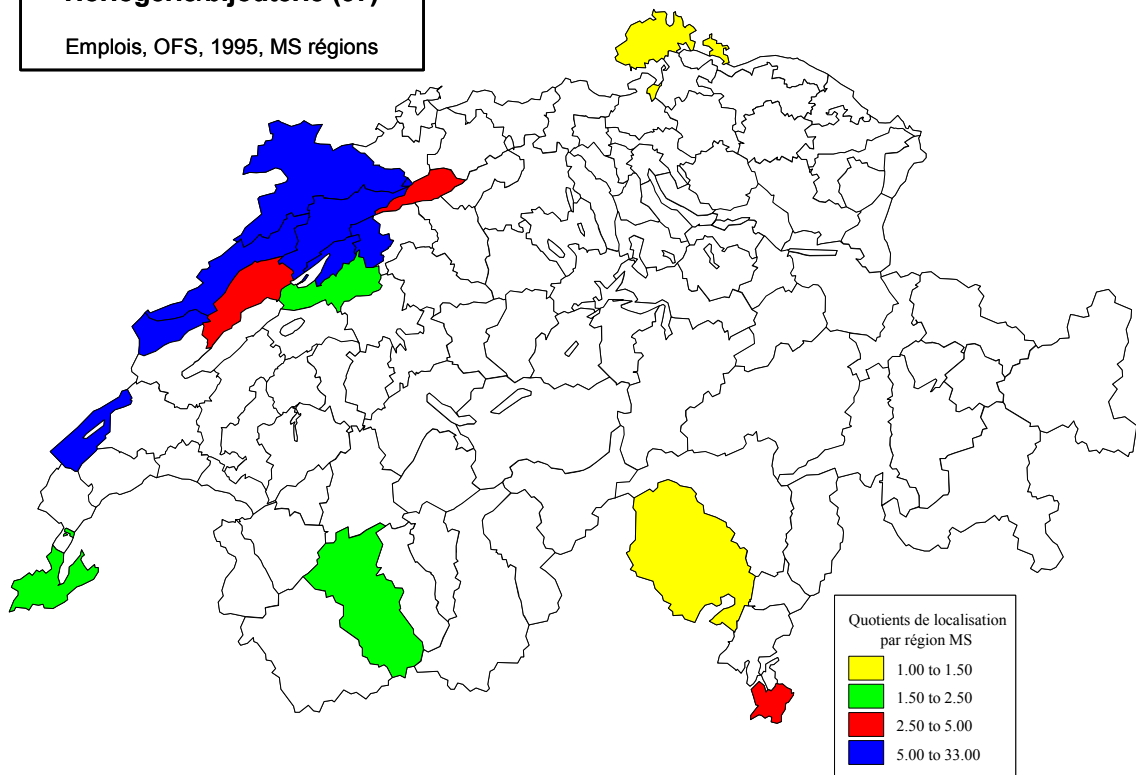 Emplois, OFS, 1995, MS régions
Quotients de localisation
par région MS
1.00 to 1.50
1.50 to 2.50
2.50 to 5.00
5.00 to 33.00